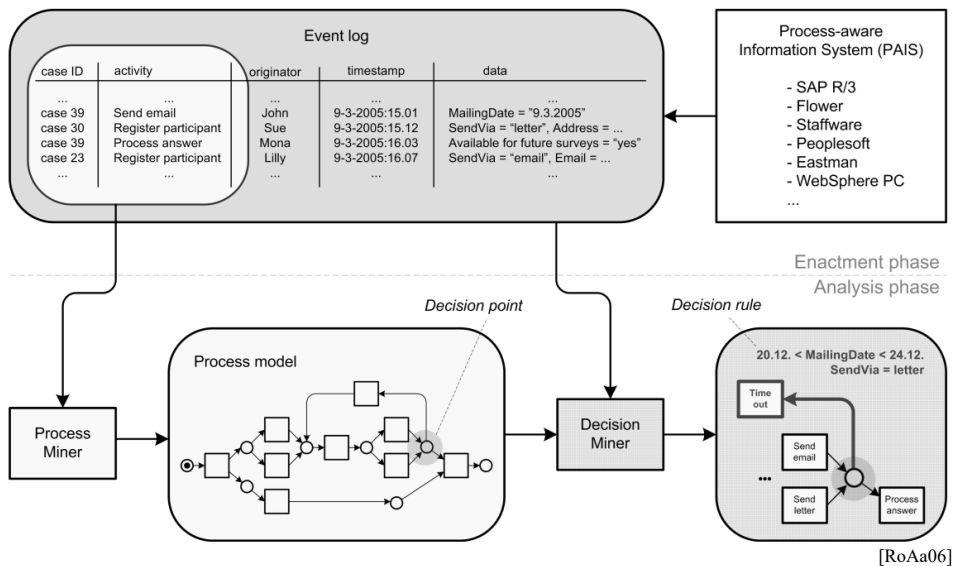 Event log
case ID activity originator timestamp data
... ... ... ... ...
case 39 Send email John 9-3-2005:15.01 MailingDate = "9.3.2005"
case 30 Register participant Sue 9-3-2005:15.12 SendVia = “letter”, Address = ...
case 39 Process answer Mona 9-3-2005:16.03 Available for future surveys = “yes”
case 23 Register participant Lilly 9-3-2005:16.07 SendVia = “email”, Email = ...
... ... ... ... ...
Process-aware
Information System (PAIS)
- SAP R/3
- Flower
- Staffware
- Peoplesoft
- Eastman
- WebSphere PC
...
Enactment phase
Analysis phase
Decision point
Decision rule
Process
Miner
Process model
Decision
Miner
20.12. < MailingDate < 24.12.
SendVia = letter
Time
out
Send
email
...
Send
letter
Process
answer
[RoAa06]